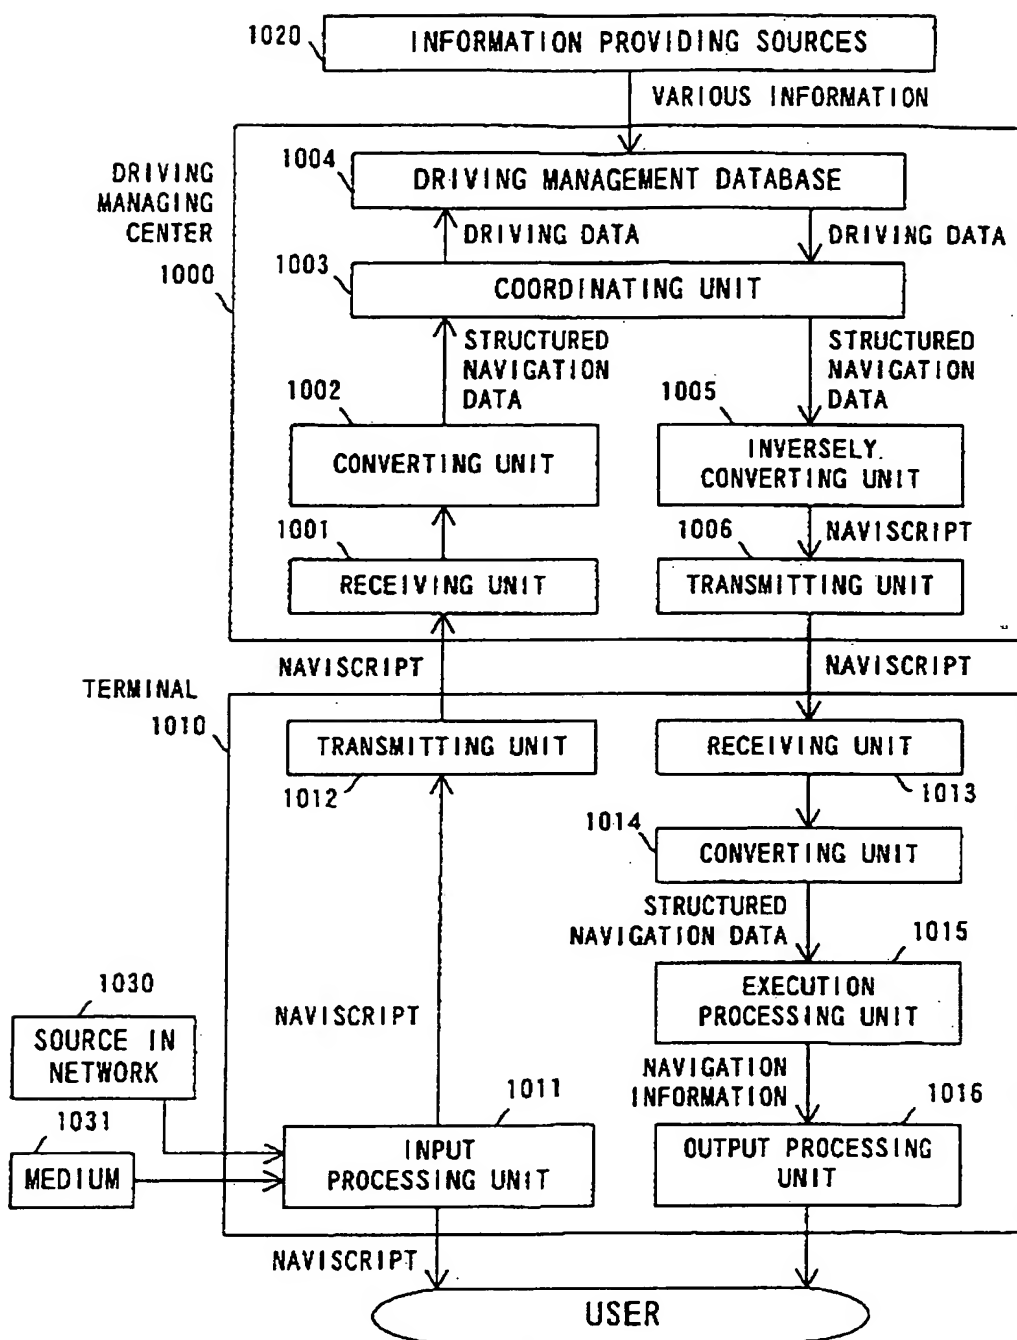 1020
INFORMATION PROVIDING SOURCES
VARIOUS INFORMATION
DRIVING
MANAGING
CENTER
1000
1004
DRIVING MANAGEMENT DATABASE
DRIVING DATA
DRIVING DATA
1003
COORDINATING UNIT
STRUCTURED
NAVIGATION
DATA
STRUCTURED
NAVIGATION
DATA
1002
CONVERTING UNIT
1005
INVERSELY.
CONVERTING UNIT
NAVISCRIPT
1001
RECEIVING UNIT
1006
TRANSMITTING UNIT
NAVISCRIPT
NAVISCRIPT
TERMINAL
1010
TRANSMITTING UNIT
1012
RECEIVING UNIT
1013
1014
CONVERTING UNIT
STRUCTURED
NAVIGATION DATA
1015
EXECUTION
PROCESSING UNIT
NAVISCRIPT
1030
SOURCE IN
NETWORK
1031
MEDIUM
1011
INPUT
PROCESSING UNIT
NAVIGATION
INFORMATION
1016
OUTPUT PROCESSING
UNIT
NAVISCRIPT
USER